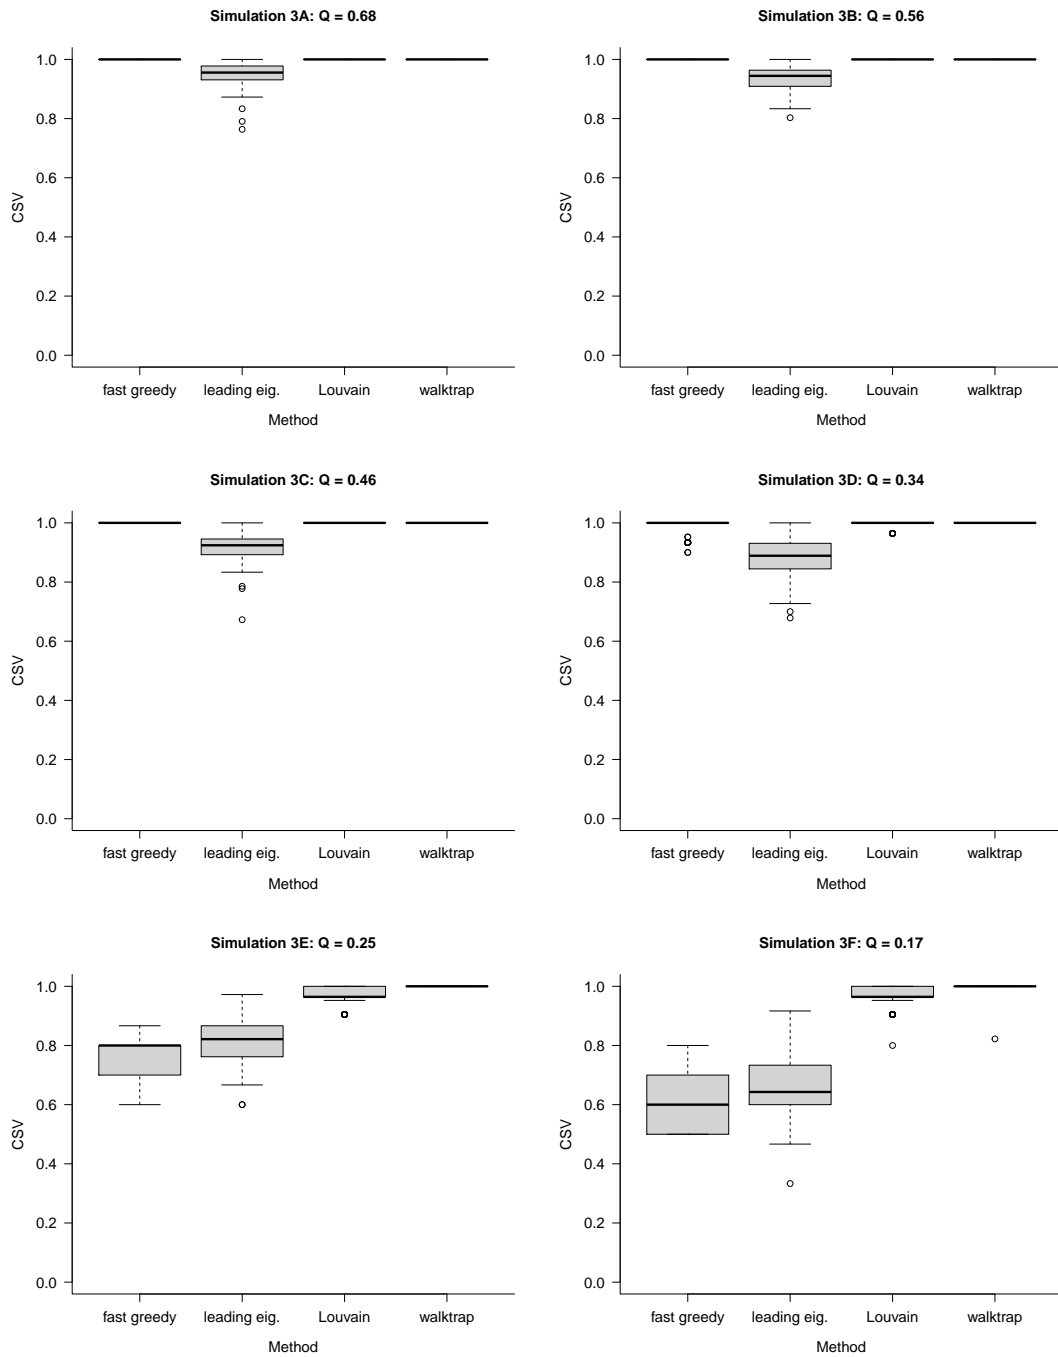 Simulation 3A: Q = 0.68
CSV
1.0
0.8
0.6
0.4
0.2
0.0
fast greedy leading eig. Louvain walktrap
Method
Simulation 3B: Q = 0.56
CSV
1.0
0.8
0.6
0.4
0.2
0.0
fast greedy leading eig. Louvain walktrap
Method
Simulation 3C: Q = 0.46
CSV
1.0
0.8
0.6
0.4
0.2
0.0
fast greedy leading eig. Louvain walktrap
Method
Simulation 3D: Q = 0.34
CSV
1.0
0.8
0.6
0.4
0.2
0.0
fast greedy leading eig. Louvain walktrap
Method
Simulation 3E: Q = 0.25
CSV
1.0
0.8
0.6
0.4
0.2
0.0
fast greedy leading eig. Louvain walktrap
Method
Simulation 3F: Q = 0.17
CSV
1.0
0.8
0.6
0.4
0.2
0.0
fast greedy leading eig. Louvain walktrap
Method